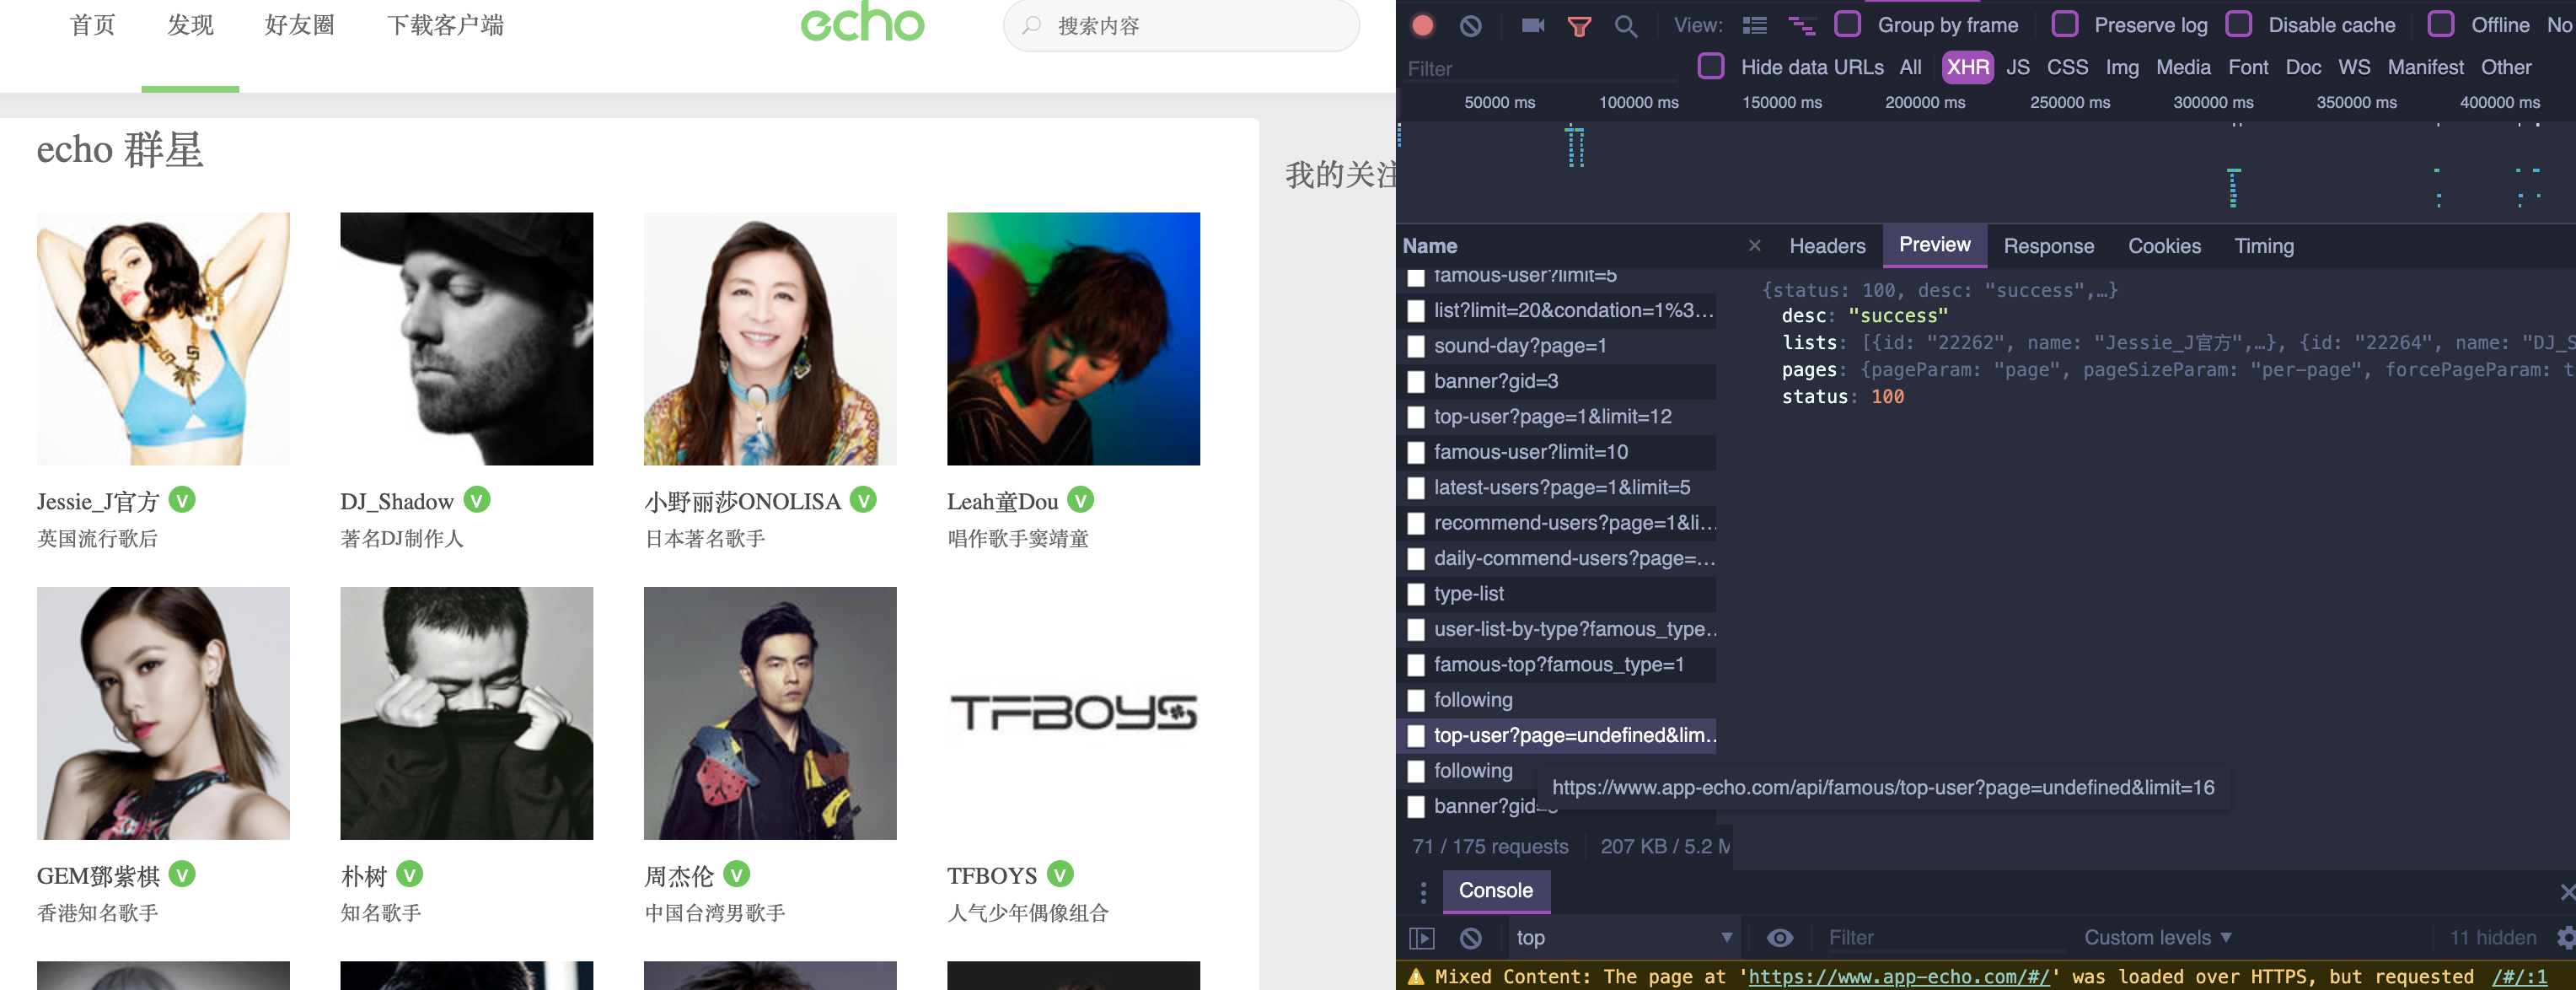 首页 发现 好友圈 下载客户端 echo 搜索内容
echo 群星
我的关注
Jessie_J官方 V DJ_Shadow V 小野丽莎ONOLISA V Leah童Dou V
英国流行歌后 著名DJ制作人 日本著名歌手 唱作歌手窦靖童
TFBOYS
GEM鄧紫棋 V 朴树 V 周杰伦 V TFBOYS V
香港知名歌手 知名歌手 中国台湾男歌手 人气少年偶像组合
View: Group by frame Preserve log Disable cache Offline No
Filter Hide data URLs All XHR JS CSS Img Media Font Doc WS Manifest Other
50000 ms 100000 ms 150000 ms 200000 ms 250000 ms 300000 ms 350000 ms 400000 ms
Name × Headers Preview Response Cookies Timing
famous-user?limit=5
list?limit=20&condation=1%3...
sound-day?page=1
banner?gid=3
top-user?page=1&limit=12
famous-user?limit=10
latest-users?page=1&limit=5
recommend-users?page=1&li...
daily-commend-users?page=...
type-list
user-list-by-type?famous_type..
famous-top?famous_type=1
following
top-user?page=undefined&lim..
following
banner?gid=
https://www.app-echo.com/api/famous/top-user?page=undefined&limit=16
{status: 100, desc: "success",…}
desc: "success"
lists: [{id: "22262", name: "Jessie_J官方",…}, {id: "22264", name: "DJ_S
pages: {pageParam: "page", pageSizeParam: "per-page", forcePageParam: t
status: 100
71 / 175 requests 207 KB / 5.2 M
Console
top Filter Custom levels 11 hidden
Mixed Content: The page at 'https://www.app-echo.com/#/' was loaded over HTTPS, but requested /#/:1